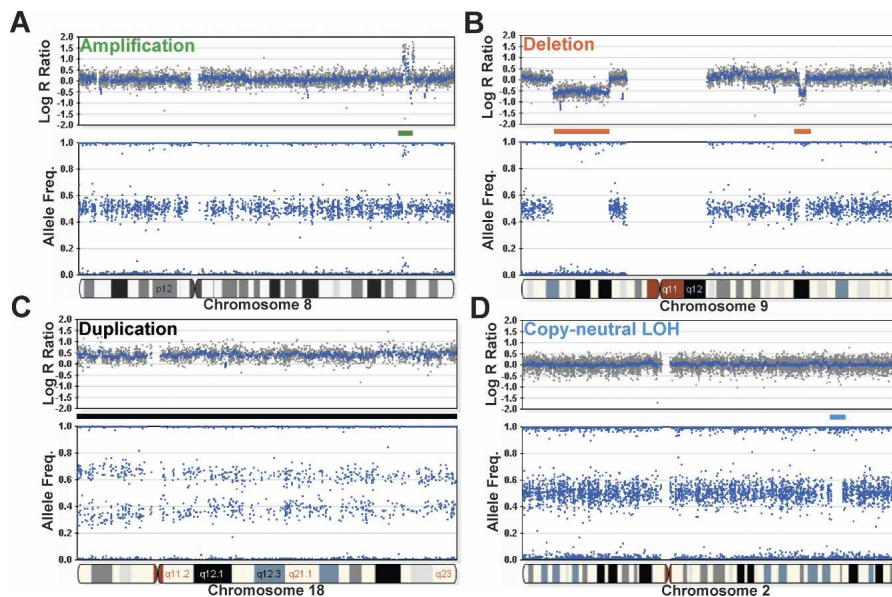 A
Amplification
Log R Ratio
2.0
1.5
1.0
0.5
0.0
-0.5
-1.0
-1.5
-2.0
Allele Freq.
1.0
0.8
0.6
0.4
0.2
0.0
p12
Chromosome 8
B
Deletion
Log R Ratio
2.0
1.5
1.0
0.5
0.0
-0.5
-1.0
-1.5
-2.0
Allele Freq.
1.0
0.8
0.6
0.4
0.2
0.0
q11 q12
Chromosome 9
C
Duplication
Log R Ratio
2.0
1.5
1.0
0.5
0.0
-0.5
-1.0
-1.5
-2.0
Allele Freq.
1.0
0.8
0.6
0.4
0.2
0.0
q11.2 q12.1 q12.3 q21.1 q23
Chromosome 18
D
Copy-neutral LOH
Log R Ratio
2.0
1.5
1.0
0.5
0.0
-0.5
-1.0
-1.5
-2.0
Allele Freq.
1.0
0.8
0.6
0.4
0.2
0.0
Chromosome 2